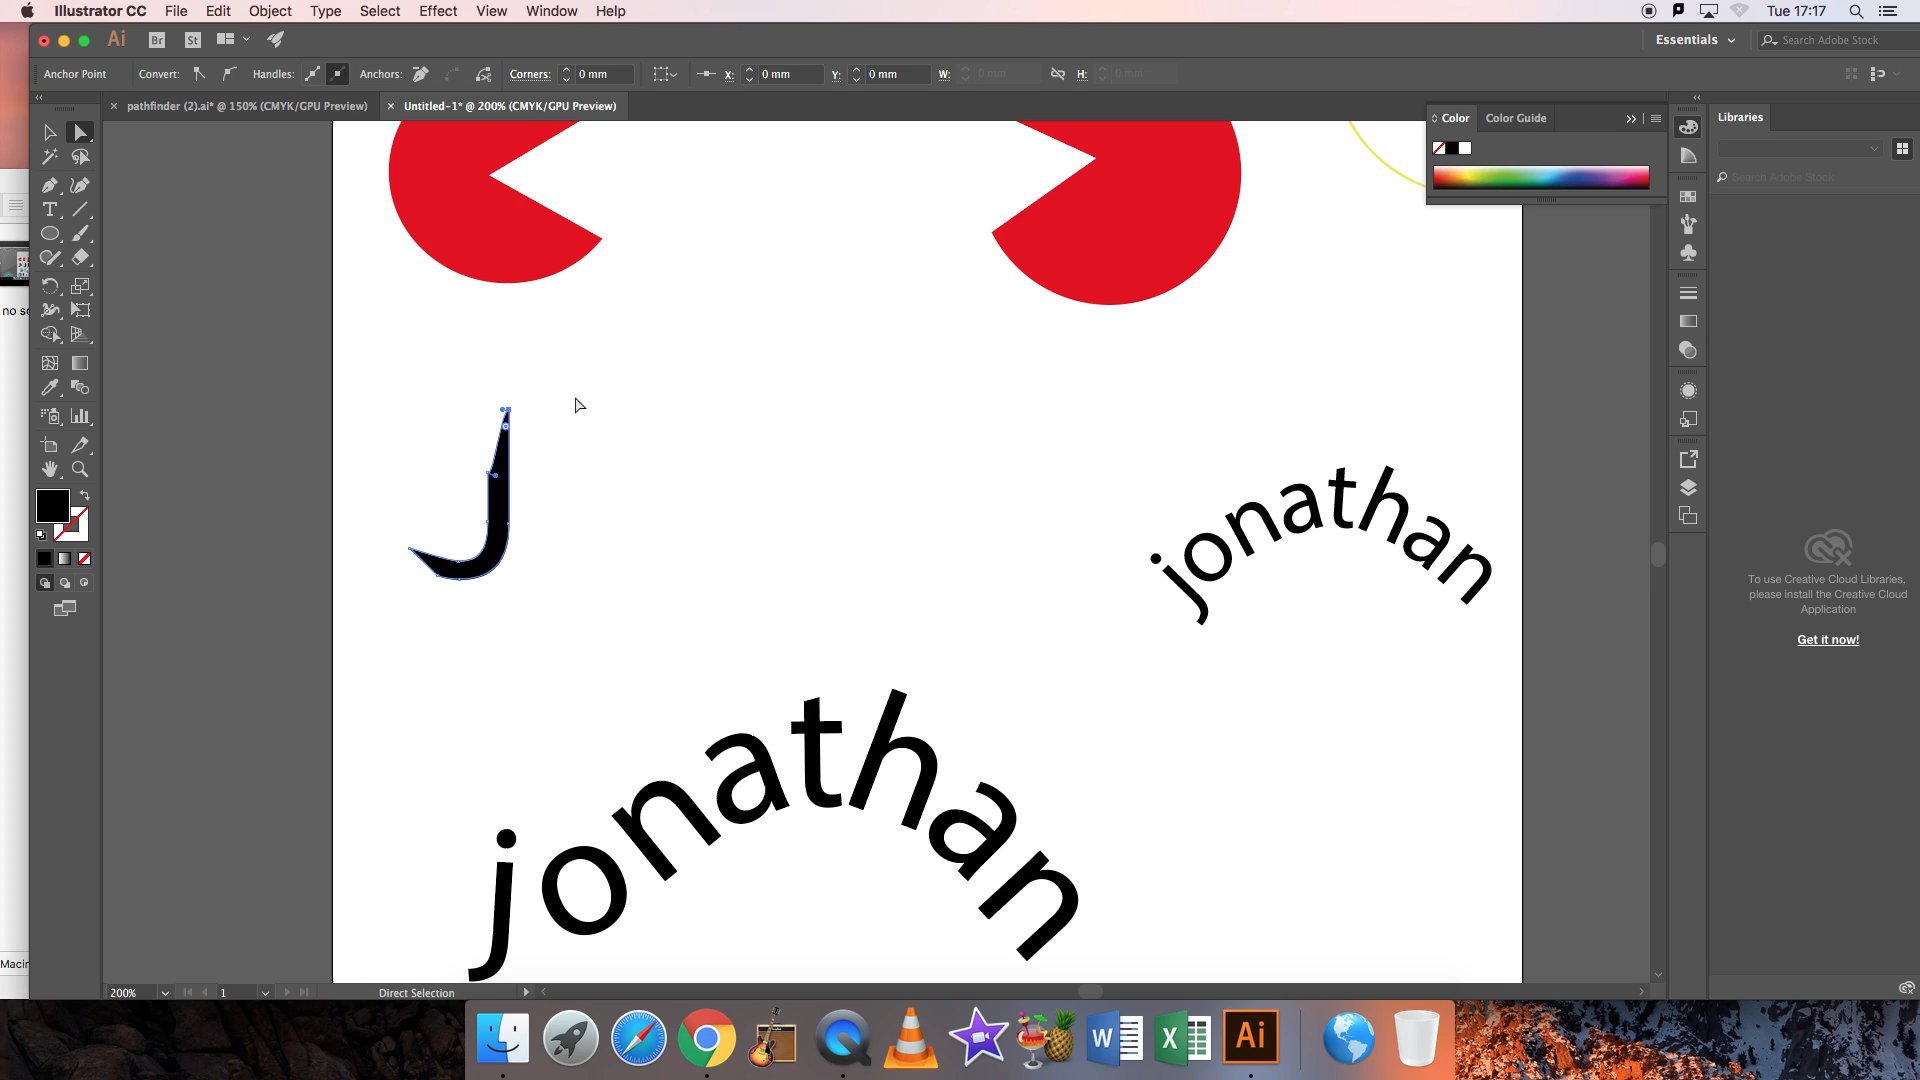 Illustrator CC File Edit Object Type Select Effect View Window Help Tue 17:17
Ai Br St Essentials Search Adobe Stock
Anchor Point Convert: Handles: Anchors: Corners: 0 mm X: 0 mm Y: 0 mm W: 0 mm H: 0 mm
pathfinder (2).ai* @ 150% (CMYK/GPU Preview) Untitled-1* @ 200% (CMYK/GPU Preview)
Color Color Guide Libraries
Search Adobe Stock
no so
J
jonathan
To use Creative Cloud Libraries,
please install the Creative Cloud
Application
Get it now!
jonathan
Macin
200% 1 Direct Selection
W X Ai